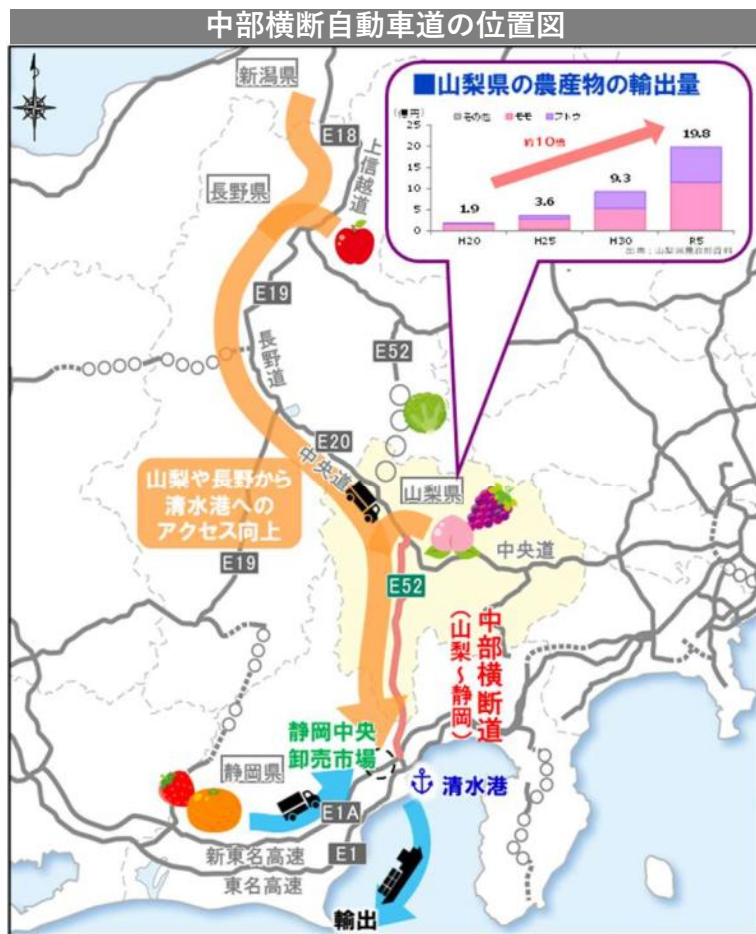 中部横断自動車道の位置図
新潟県
E18
上信越道
長野県
■山梨県の農産物の輸出量
(億円)
■その他 ■モモ ■ブドウ
25
20
15
10
5
0
約10倍
1.9
3.6
9.3
19.8
H20
H25
H30
R5
出典：山梨県農政部資料
E19
長野道
E52
E20
中央道
山梨や長野から
清水港への
アクセス向上
山梨県
中央道
E19
E52
中部横断道
(山梨～静岡)
静岡中央
卸売市場
静岡県
清水港
E1A
新東名高速
E1
東名高速
輸出